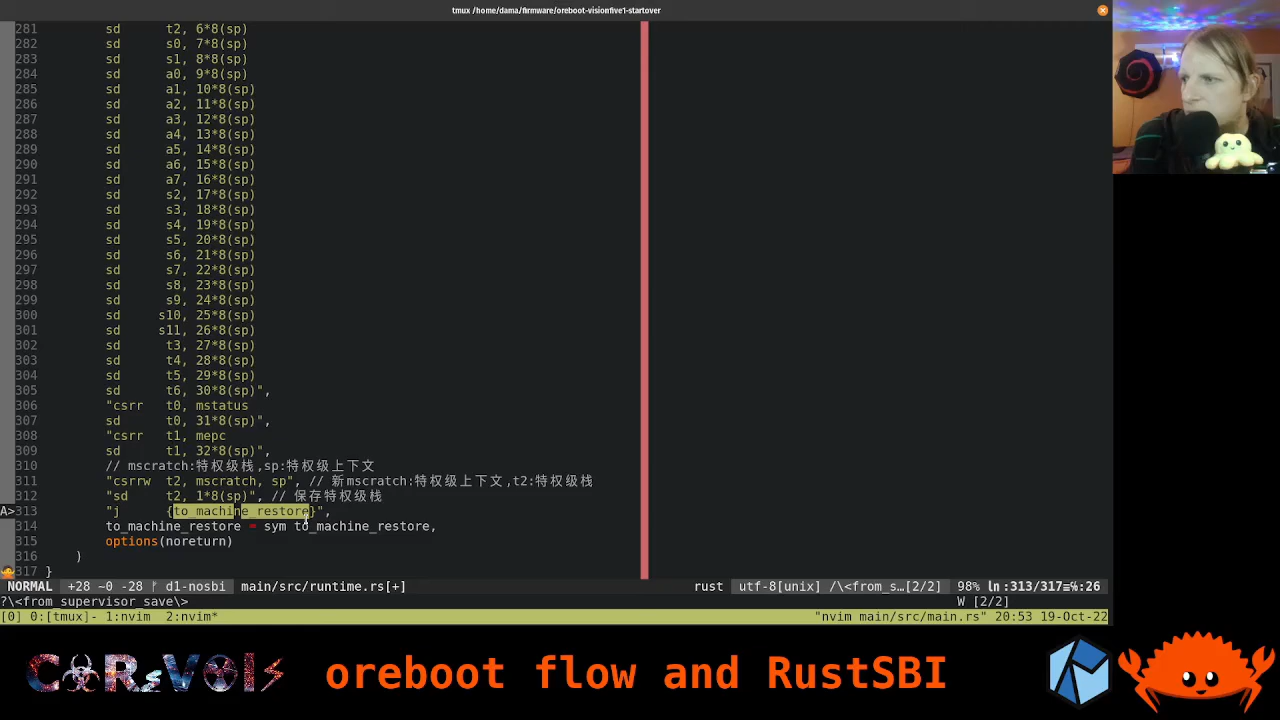 tmux /home/dama/firmware/oreboot-visionfive1-startover
281 sd t2, 6*8(sp)
282 sd s0, 7*8(sp)
283 sd s1, 8*8(sp)
284 sd a0, 9*8(sp)
285 sd a1, 10*8(sp)
286 sd a2, 11*8(sp)
287 sd a3, 12*8(sp)
288 sd a4, 13*8(sp)
289 sd a5, 14*8(sp)
290 sd a6, 15*8(sp)
291 sd a7, 16*8(sp)
292 sd s2, 17*8(sp)
293 sd s3, 18*8(sp)
294 sd s4, 19*8(sp)
295 sd s5, 20*8(sp)
296 sd s6, 21*8(sp)
297 sd s7, 22*8(sp)
298 sd s8, 23*8(sp)
299 sd s9, 24*8(sp)
300 sd s10, 25*8(sp)
301 sd s11, 26*8(sp)
302 sd t3, 27*8(sp)
303 sd t4, 28*8(sp)
304 sd t5, 29*8(sp)
305 sd t6, 30*8(sp)",
306 "csrr t0, mstatus
307 sd t0, 31*8(sp)",
308 "csrr t1, mepc
309 sd t1, 32*8(sp)",
310 // mscratch:特权级栈,sp:特权级上下文
311 "csrrw t2, mscratch, sp", // 新mscratch:特权级上下文,t2:特权级栈
312 "sd t2, 1*8(sp)", // 保存特权级栈
A> 313 "j {to_machine_restore}",
314 to_machine_restore = sym to_machine_restore,
315 options(noreturn)
316 )
317 }
NORMAL +28 ~0 -28 ᚠ d1-nosbi main/src/runtime.rs[+] rust utf-8[unix] /\<from_s…[2/2] 98% ln:313/317≡℅:26
?\<from_supervisor_save\> W [2/2]
[0] 0:[tmux]- 1:nvim 2:nvim* "nvim main/src/main.rs" 20:53 19-Oct-22
oreboot flow and RustSBI